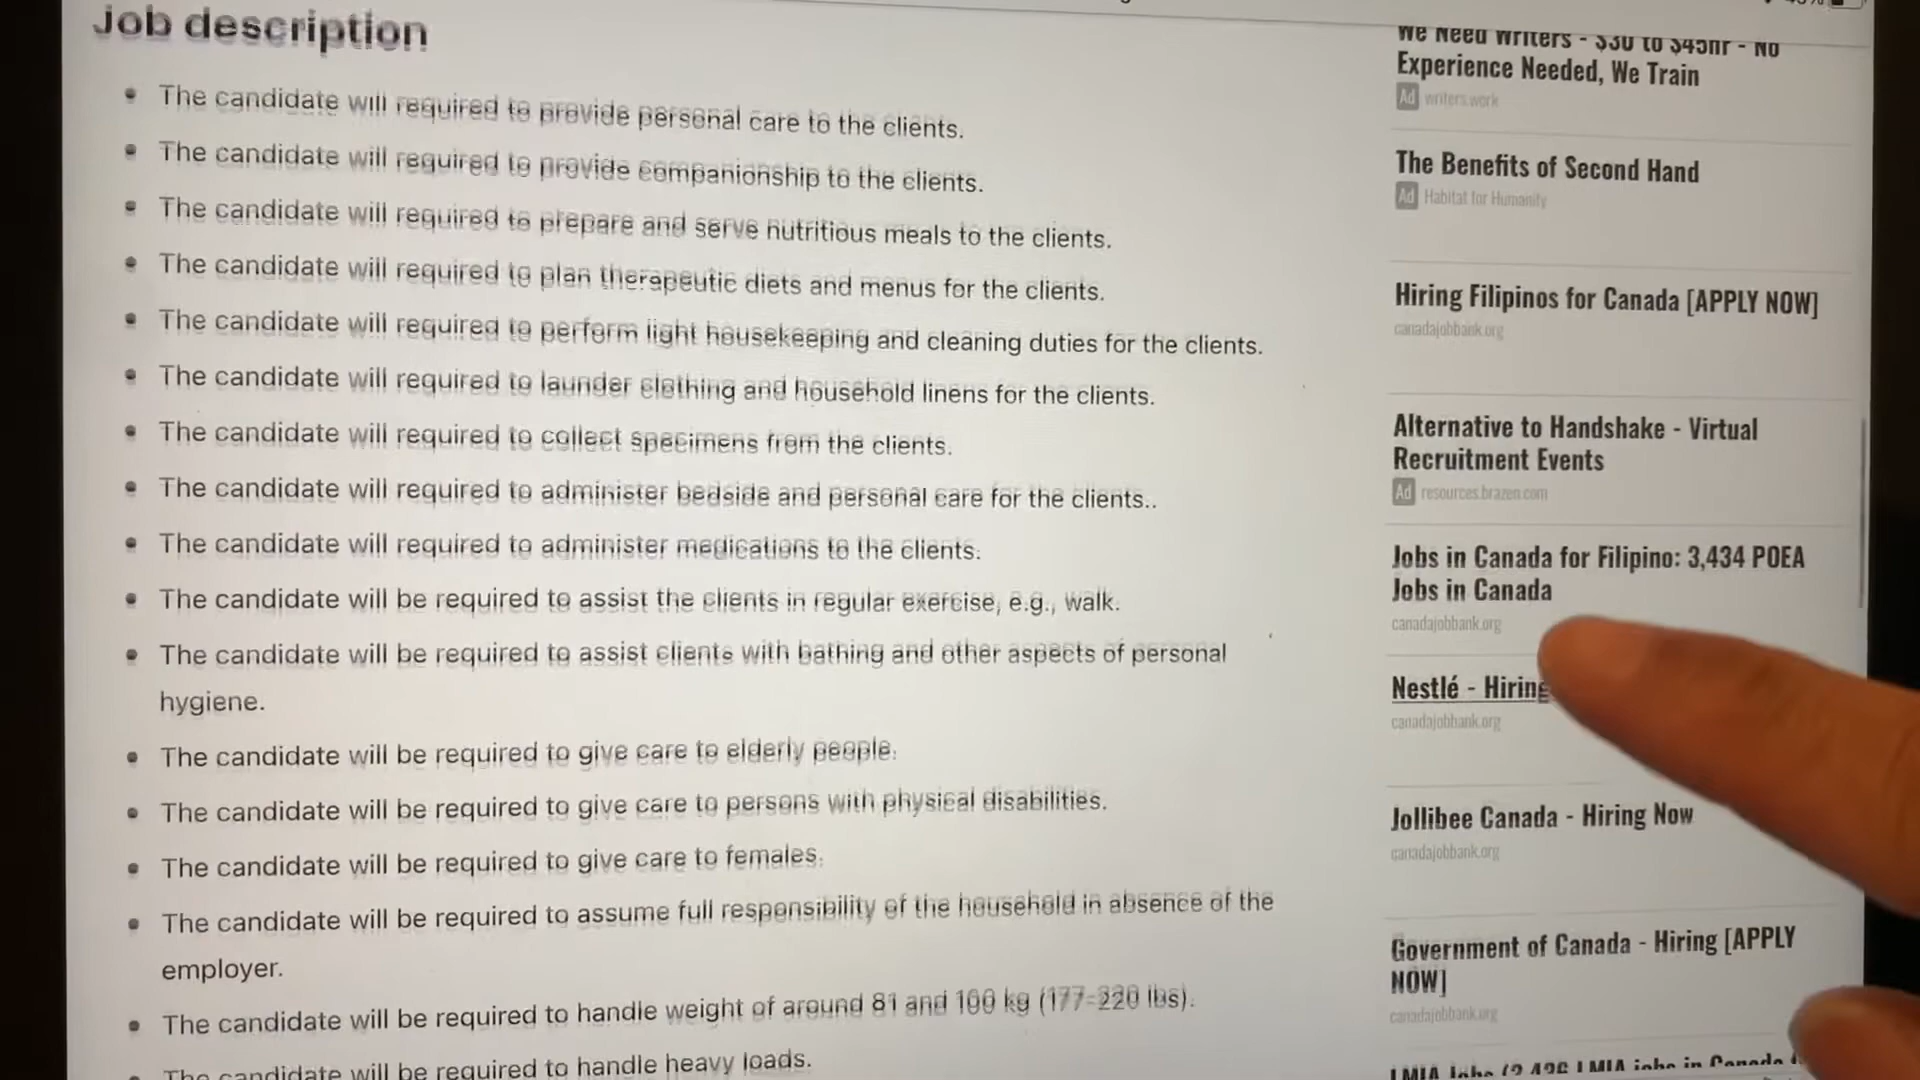 Job description
The candidate will required to provide personal care to the clients.
The candidate will required to provide companionship to the clients.
The candidate will required to prepare and serve nutritious meals to the clients.
The candidate will required to plan therapeutic diets and menus for the clients.
The candidate will required to perform light housekeeping and cleaning duties for the clients.
The candidate will required to launder clothing and household linens for the clients.
The candidate will required to collect specimens from the clients.
The candidate will required to administer bedside and personal care for the clients..
The candidate will required to administer medications to the clients.
The candidate will be required to assist the clients in regular exercise, e.g., walk.
The candidate will be required to assist clients with bathing and other aspects of personal
hygiene.
The candidate will be required to give care to elderly people.
The candidate will be required to give care to persons with physical disabilities.
The candidate will be required to give care to females.
The candidate will be required to assume full responsibility of the household in absence of the
employer.
The candidate will be required to handle weight of around 81 and 100 kg (177-220 lbs).
The candidate will be required to handle heavy loads.
We Need Writers - $30 to $45hr - No
Experience Needed, We Train
Ad writers.work
The Benefits of Second Hand
Ad Habitat for Humanity
Hiring Filipinos for Canada [APPLY NOW]
canadajobbank.org
Alternative to Handshake - Virtual
Recruitment Events
Ad resources.brazen.com
Jobs in Canada for Filipino: 3,434 POEA
Jobs in Canada
canadajobbank.org
Nestlé - Hiring
canadajobbank.org
Jollibee Canada - Hiring Now
canadajobbank.org
Government of Canada - Hiring [APPLY
NOW]
canadajobbank.org
LMIA Jobs LMIA jobs in Canada